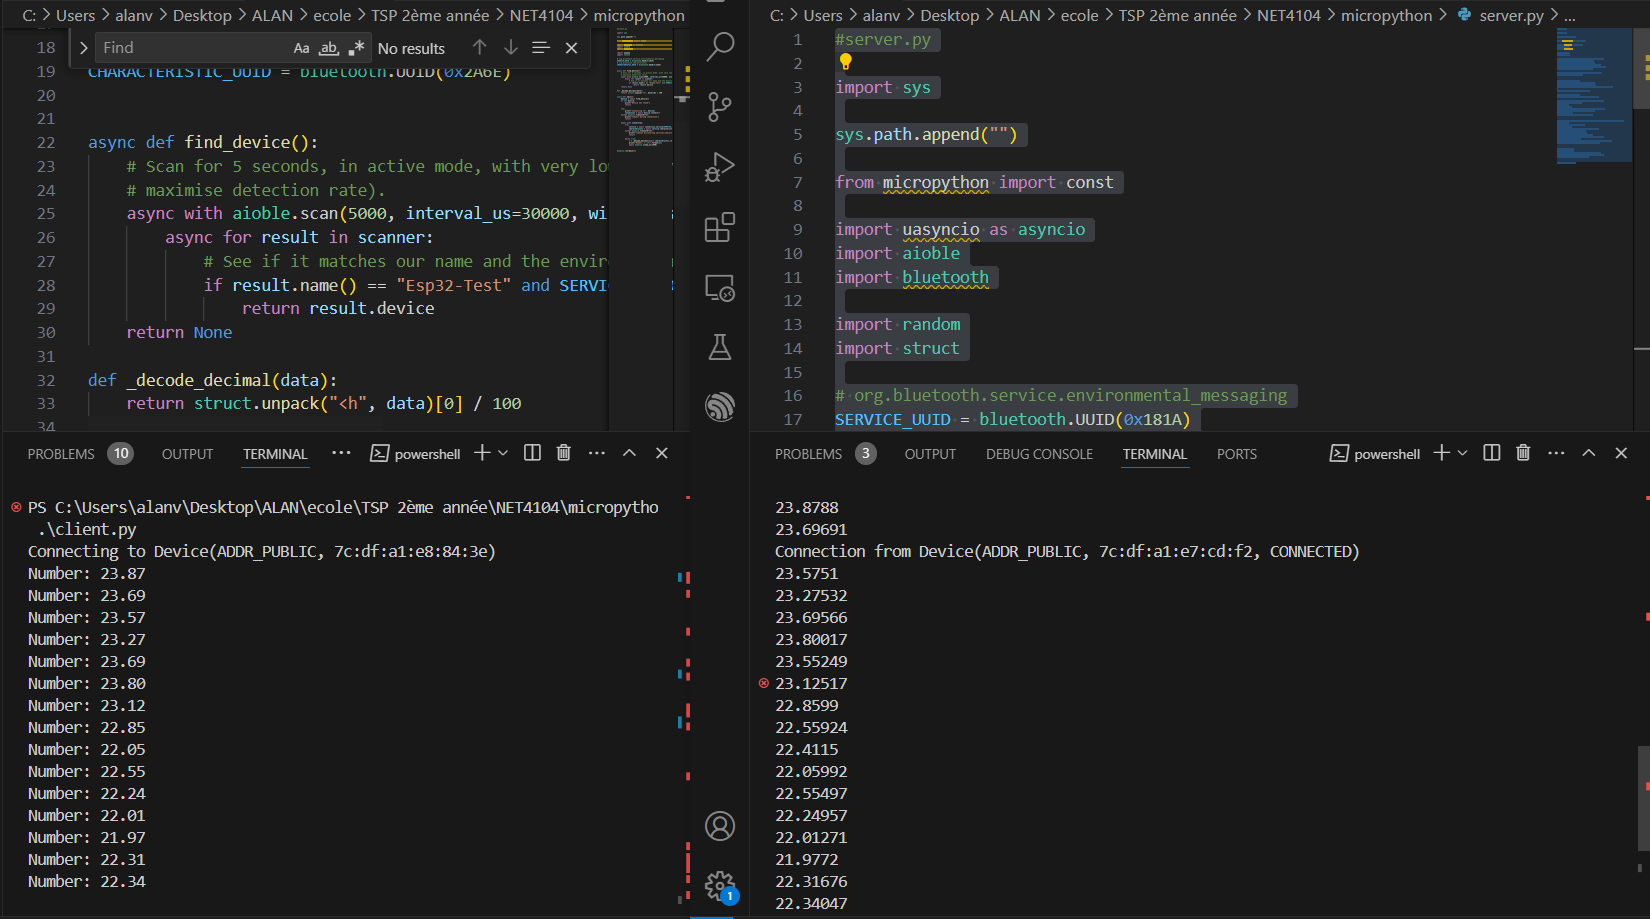 C: > Users > alanv > Desktop > ALAN > ecole > TSP 2ème année > NET4104 > micropython
18
> Find Aa ab .* No results
19 CHARACTERISTIC_UUID = bluetooth.UUID(0x2A6E)
20
21
22 async def find_device():
23 # Scan for 5 seconds, in active mode, with very lo
24 # maximise detection rate).
25 async with aioble.scan(5000, interval_us=30000, wi
26 async for result in scanner:
27 # See if it matches our name and the envir
28 if result.name() == "Esp32-Test" and SERVI
29 return result.device
30 return None
31
32 def _decode_decimal(data):
33 return struct.unpack("<h", data)[0] / 100
34
PROBLEMS 10 OUTPUT TERMINAL ... powershell
PS C:\Users\alanv\Desktop\ALAN\ecole\TSP 2ème année\NET4104\micropytho
.\client.py
Connecting to Device(ADDR_PUBLIC, 7c:df:a1:e8:84:3e)
Number: 23.87
Number: 23.69
Number: 23.57
Number: 23.27
Number: 23.69
Number: 23.80
Number: 23.12
Number: 22.85
Number: 22.05
Number: 22.55
Number: 22.24
Number: 22.01
Number: 21.97
Number: 22.31
Number: 22.34
1
C: > Users > alanv > Desktop > ALAN > ecole > TSP 2ème année > NET4104 > micropython > server.py > ...
1 #server.py
2
3 import sys
4
5 sys.path.append("")
6
7 from micropython import const
8
9 import uasyncio as asyncio
10 import aioble
11 import bluetooth
12
13 import random
14 import struct
15
16 # org.bluetooth.service.environmental_messaging
17 SERVICE_UUID = bluetooth.UUID(0x181A)
PROBLEMS 3 OUTPUT DEBUG CONSOLE TERMINAL PORTS powershell
23.8788
23.69691
Connection from Device(ADDR_PUBLIC, 7c:df:a1:e7:cd:f2, CONNECTED)
23.5751
23.27532
23.69566
23.80017
23.55249
23.12517
22.8599
22.55924
22.4115
22.05992
22.55497
22.24957
22.01271
21.9772
22.31676
22.34047